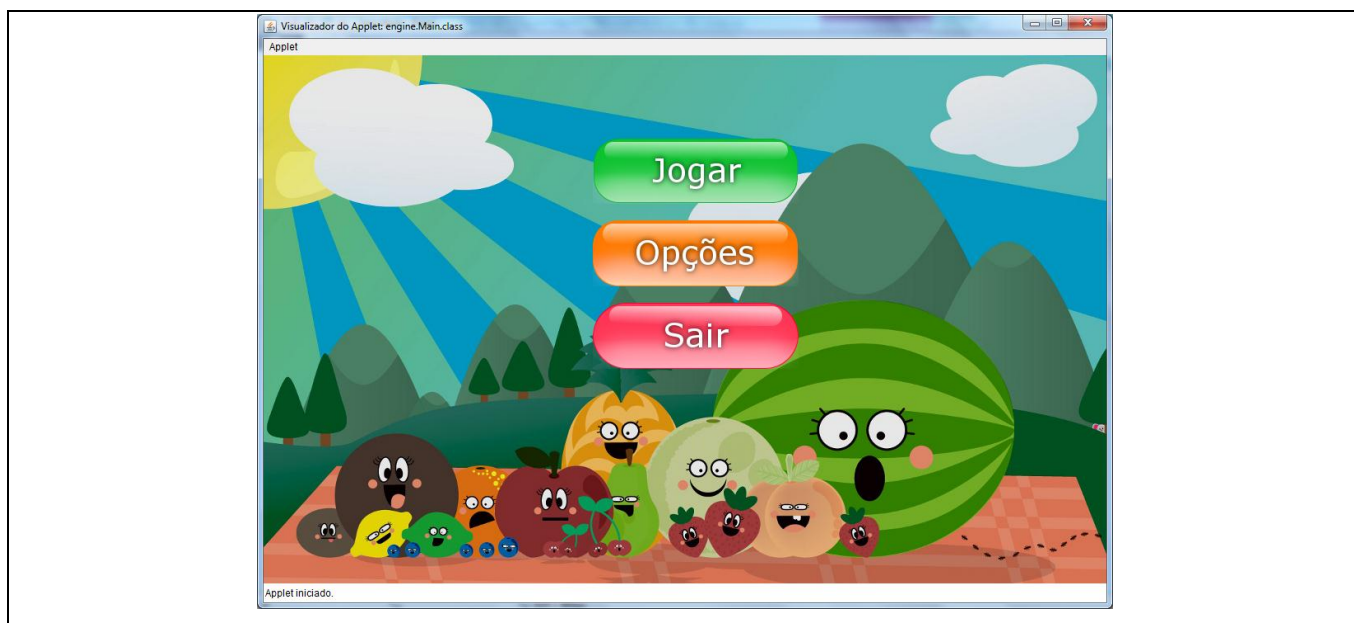 Visualizador do Applet: engine.Main.class
Applet
Jogar
Opções
Sair
Applet iniciado.